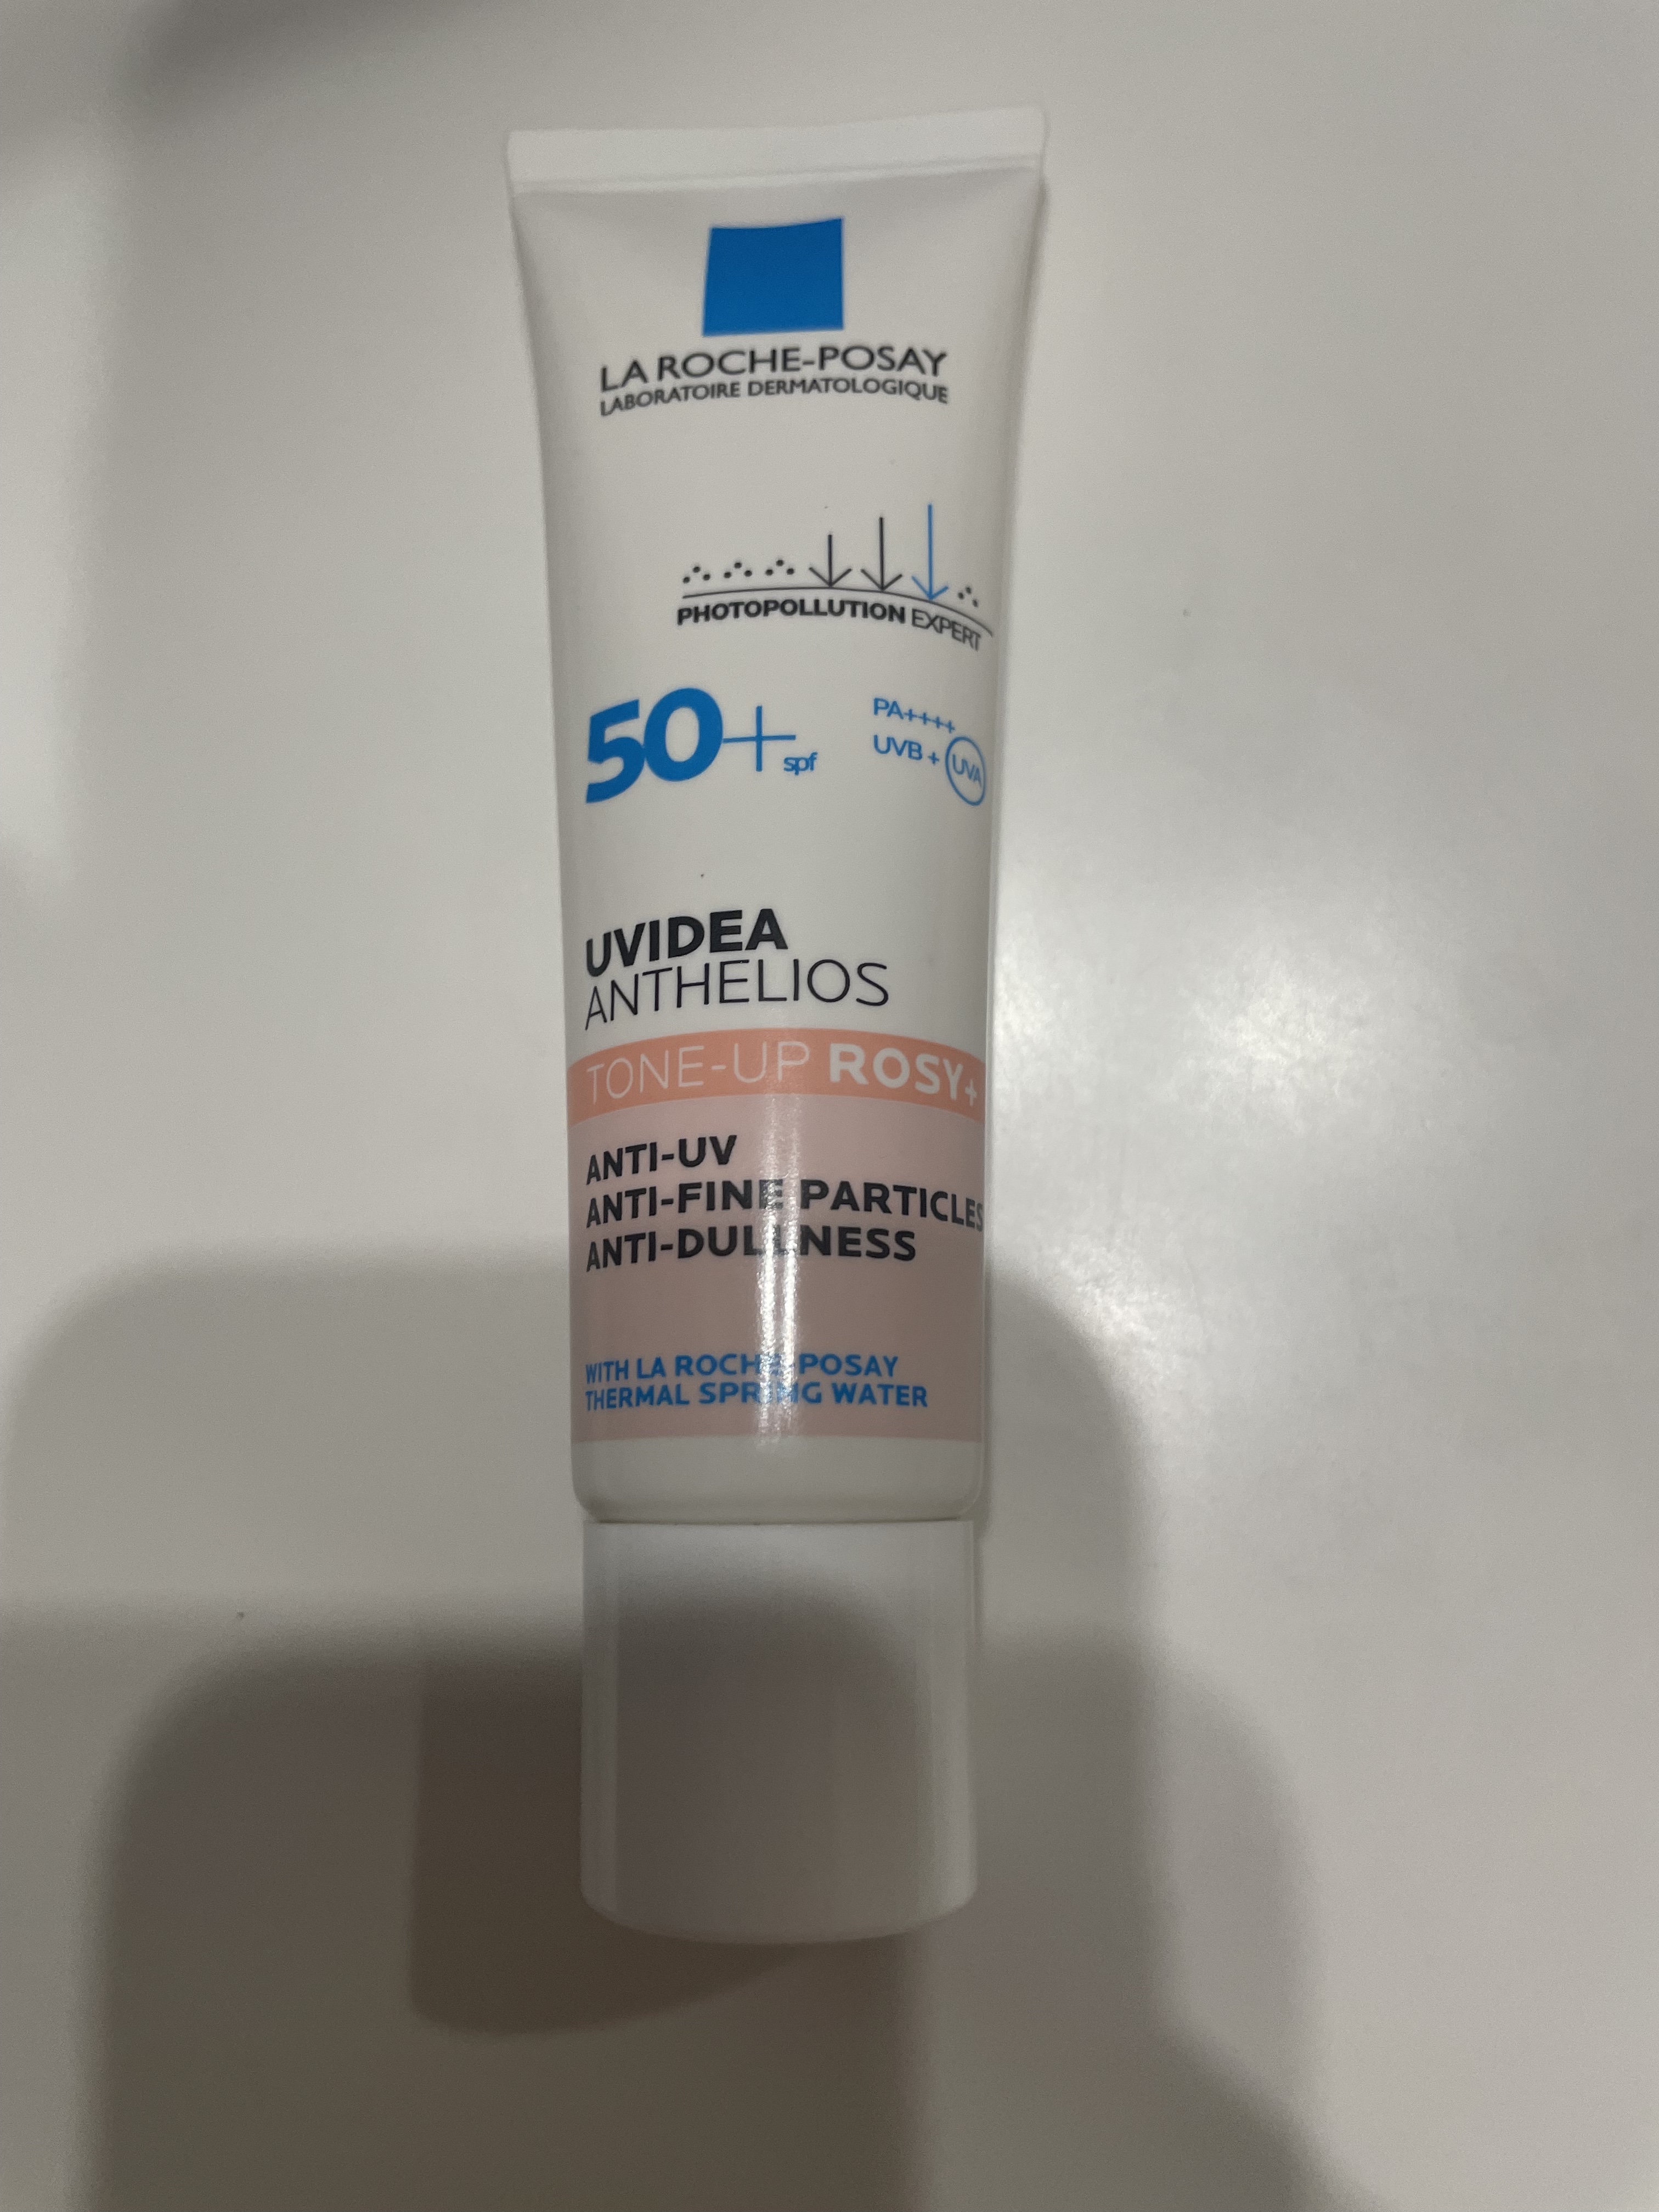 LA ROCHE-POSAY
LABORATOIRE DERMATOLOGIQUE
PHOTOPOLLUTION EXPERT
50+ spf
PA++++
UVB + UVA
UVIDEA
ANTHELIOS
TONE-UP ROSY+
ANTI-UV
ANTI-FINE PARTICLES
ANTI-DULLNESS
WITH LA ROCHE-POSAY
THERMAL SPRING WATER